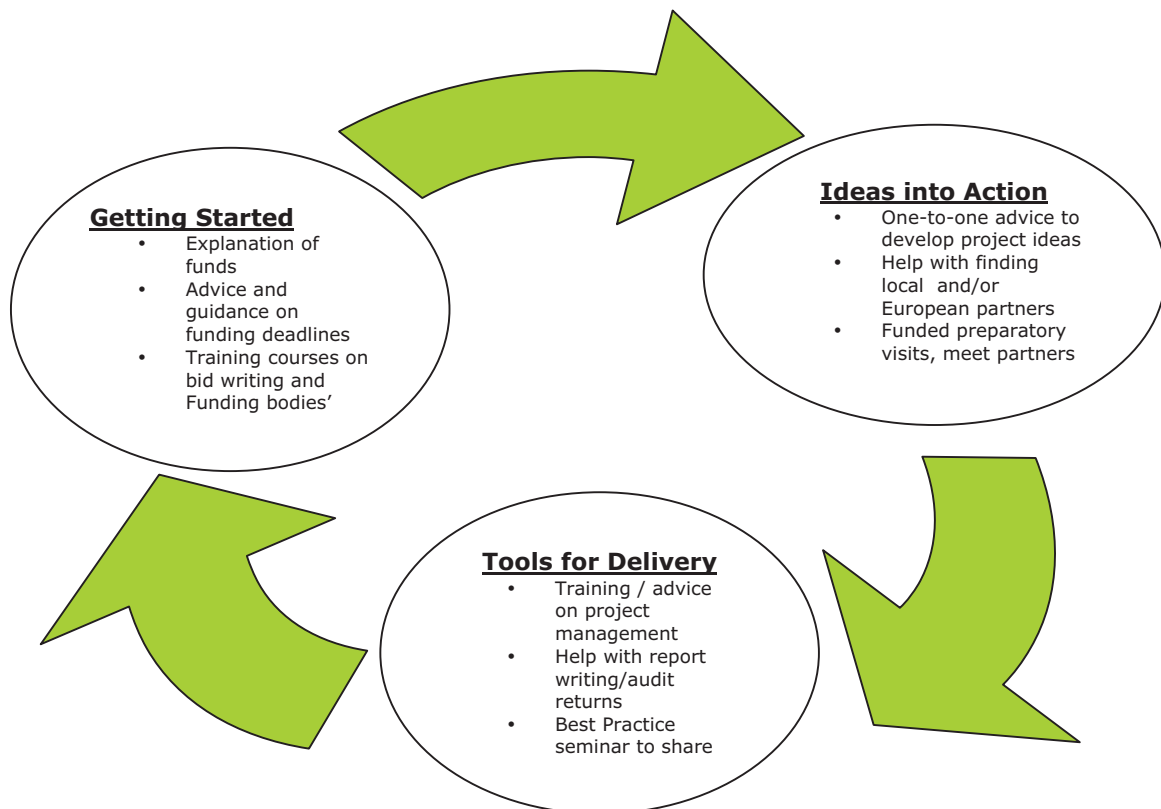 Getting Started
• Explanation of
funds
• Advice and
guidance on
funding deadlines
• Training courses on
bid writing and
Funding bodies’
Ideas into Action
• One-to-one advice to
develop project ideas
• Help with finding
local and/or
European partners
• Funded preparatory
visits, meet partners
Tools for Delivery
• Training / advice
on project
management
• Help with report
writing/audit
returns
• Best Practice
seminar to share